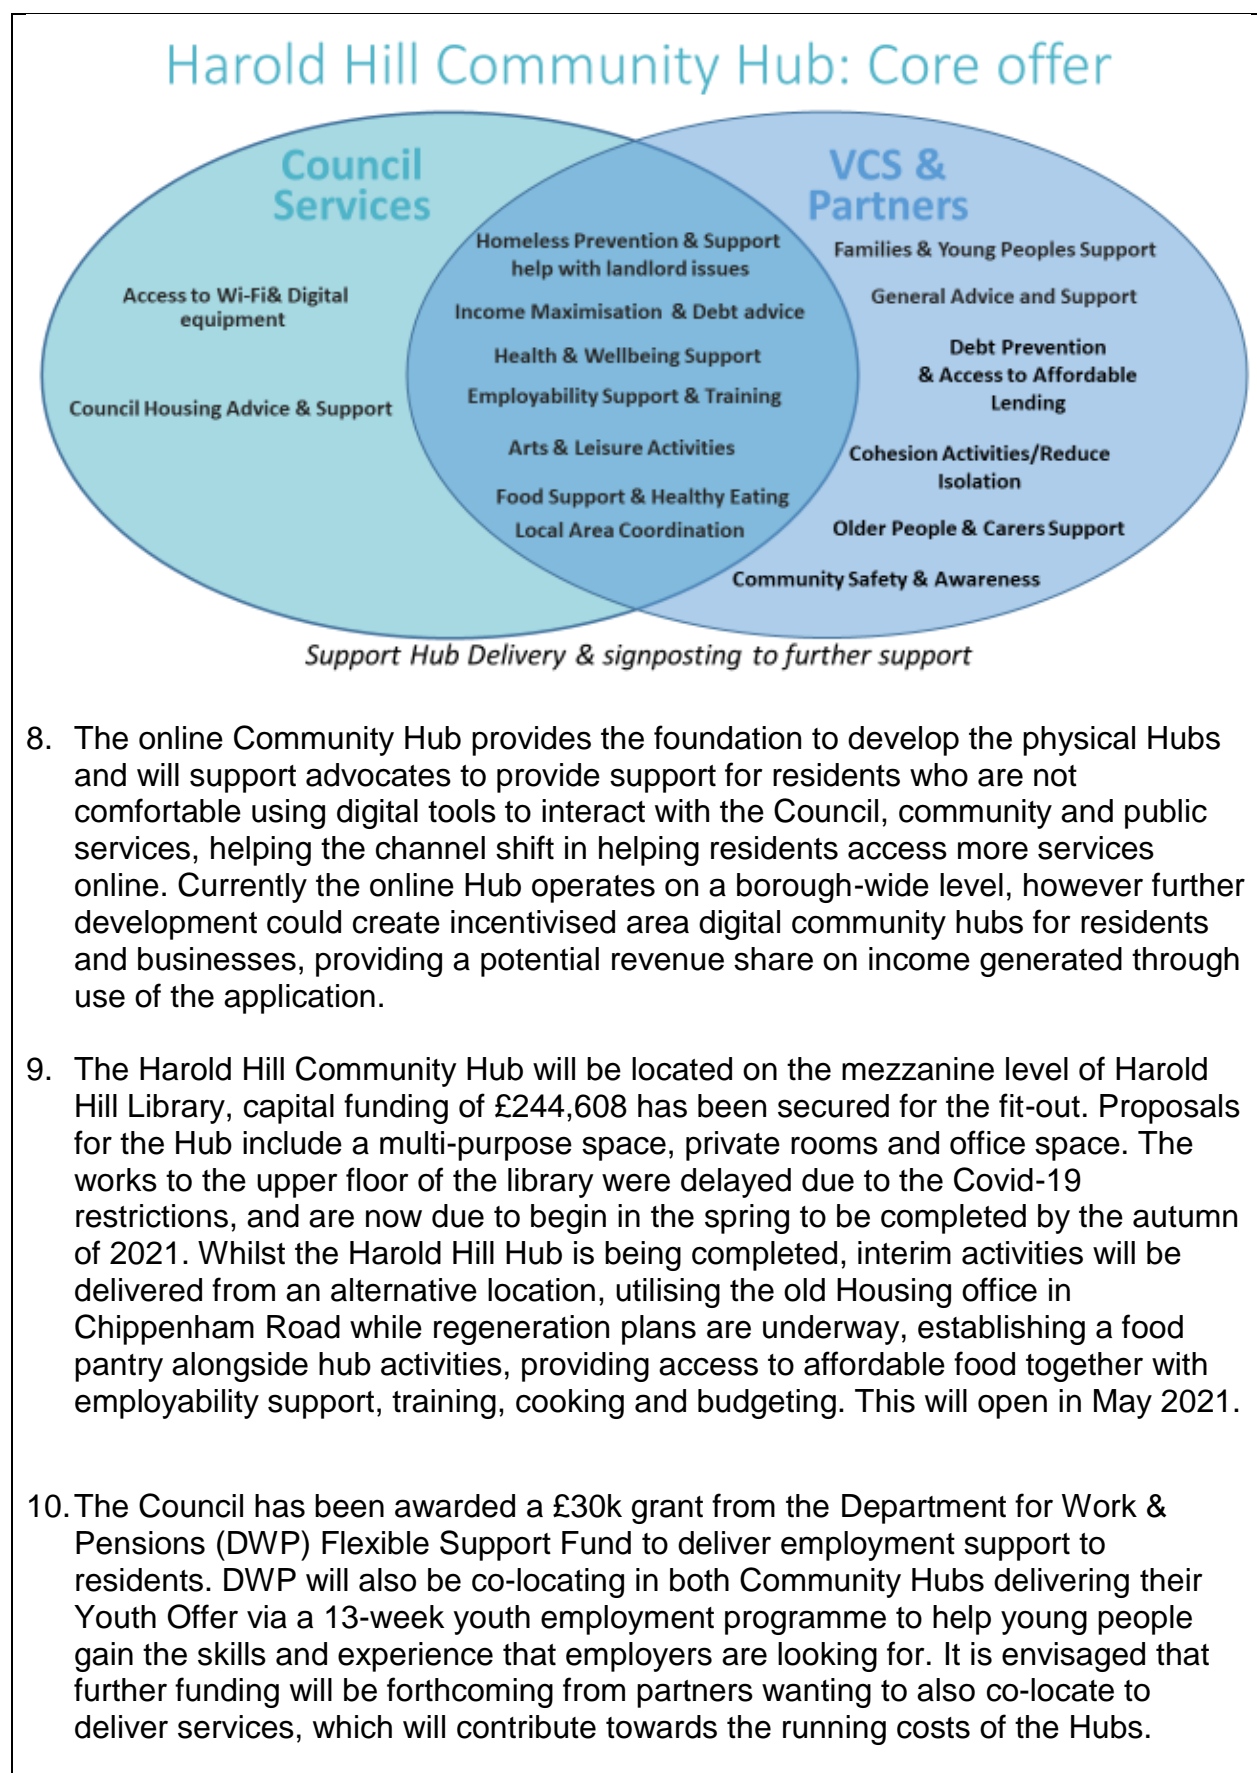 Harold Hill Community Hub: Core offer
Council
Services
Access to Wi-Fi& Digital
equipment
Council Housing Advice & Support
Homeless Prevention & Support
help with landlord issues
Income Maximisation & Debt advice
Health & Wellbeing Support
Employability Support & Training
Arts & Leisure Activities
Food Support & Healthy Eating
Local Area Coordination
VCS &
Partners
Families & Young Peoples Support
General Advice and Support
Debt Prevention
& Access to Affordable
Lending
Cohesion Activities/Reduce
Isolation
Older People & Carers Support
Community Safety & Awareness
Support Hub Delivery & signposting to further support
8. The online Community Hub provides the foundation to develop the physical Hubs
and will support advocates to provide support for residents who are not
comfortable using digital tools to interact with the Council, community and public
services, helping the channel shift in helping residents access more services
online. Currently the online Hub operates on a borough-wide level, however further
development could create incentivised area digital community hubs for residents
and businesses, providing a potential revenue share on income generated through
use of the application.
9. The Harold Hill Community Hub will be located on the mezzanine level of Harold
Hill Library, capital funding of £244,608 has been secured for the fit-out. Proposals
for the Hub include a multi-purpose space, private rooms and office space. The
works to the upper floor of the library were delayed due to the Covid-19
restrictions, and are now due to begin in the spring to be completed by the autumn
of 2021. Whilst the Harold Hill Hub is being completed, interim activities will be
delivered from an alternative location, utilising the old Housing office in
Chippenham Road while regeneration plans are underway, establishing a food
pantry alongside hub activities, providing access to affordable food together with
employability support, training, cooking and budgeting. This will open in May 2021.
10. The Council has been awarded a £30k grant from the Department for Work &
Pensions (DWP) Flexible Support Fund to deliver employment support to
residents. DWP will also be co-locating in both Community Hubs delivering their
Youth Offer via a 13-week youth employment programme to help young people
gain the skills and experience that employers are looking for. It is envisaged that
further funding will be forthcoming from partners wanting to also co-locate to
deliver services, which will contribute towards the running costs of the Hubs.